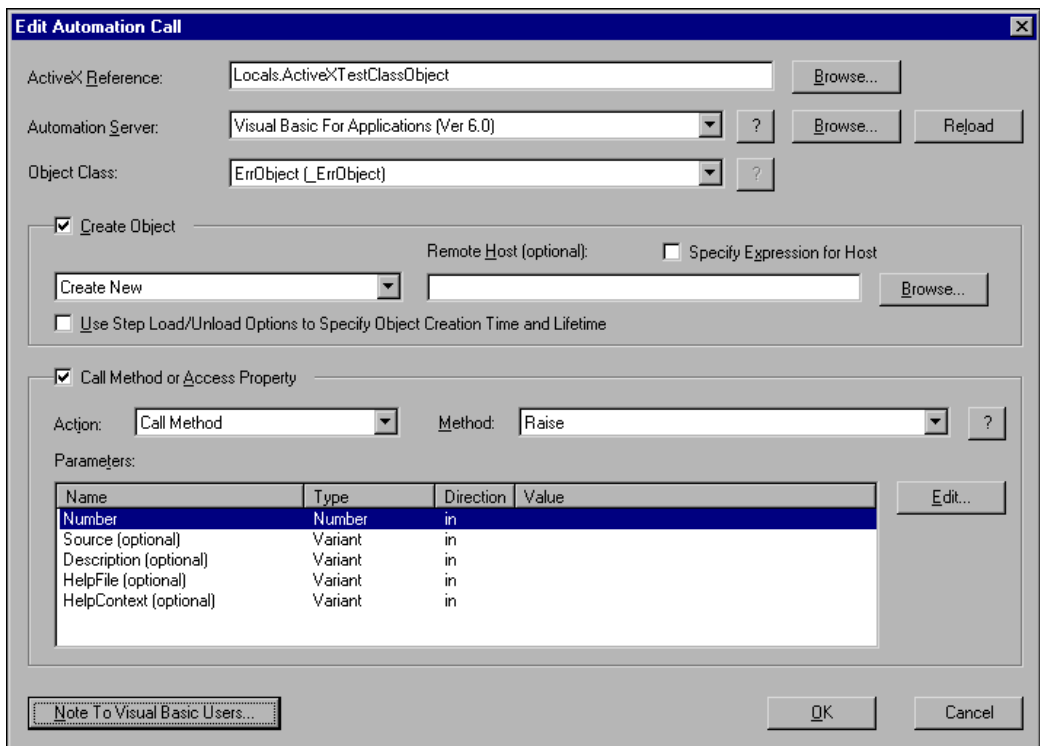 Edit Automation Call
ActiveX Reference: Locals.ActiveXTestClassObject Browse...
Automation Server: Visual Basic For Applications (Ver 6.0) ? Browse... Reload
Object Class: ErrObject (_ErrObject) ?
Create Object
Remote Host (optional): Specify Expression for Host
Create New Browse...
Use Step Load/Unload Options to Specify Object Creation Time and Lifetime
Call Method or Access Property
Action: Call Method Method: Raise ?
Parameters:
Name Type Direction Value Edit...
Number Number in
Source (optional) Variant in
Description (optional) Variant in
HelpFile (optional) Variant in
HelpContext (optional) Variant in
Note To Visual Basic Users... OK Cancel